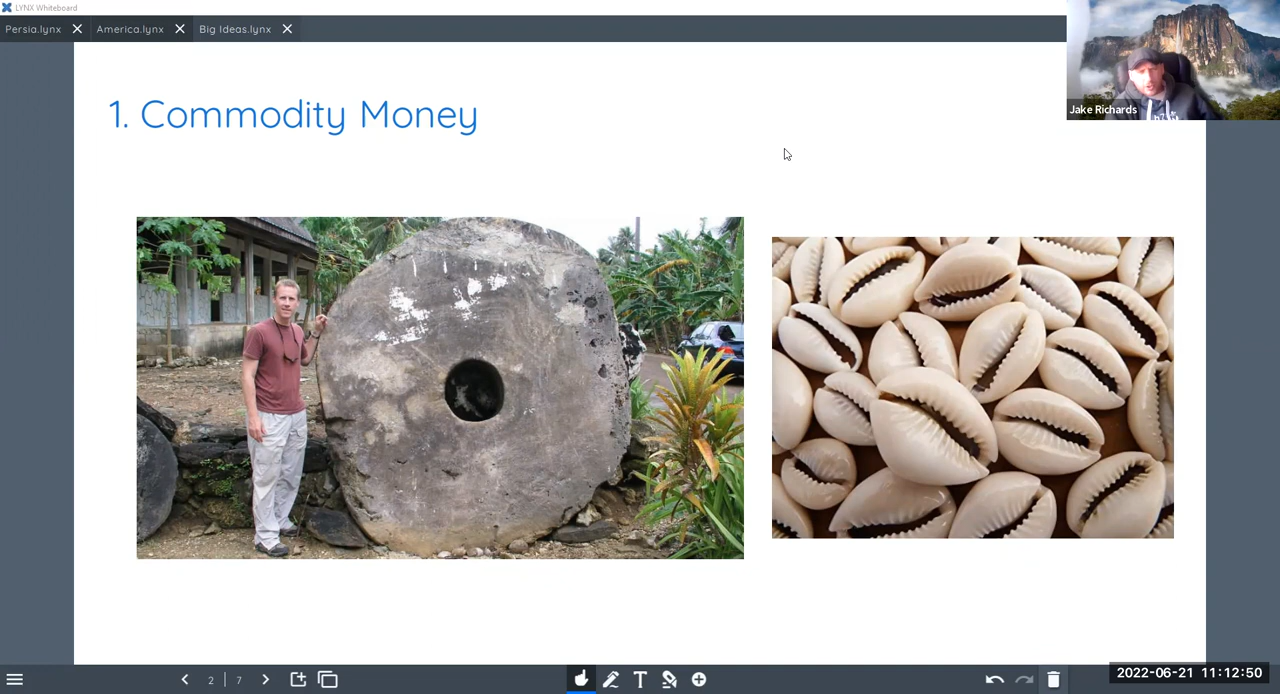 LYNX Whiteboard
Persia.lynx
America.lynx
Big Ideas.lynx
Jake Richards
1. Commodity Money
2 | 7
T
2022-06-21 11:12:50